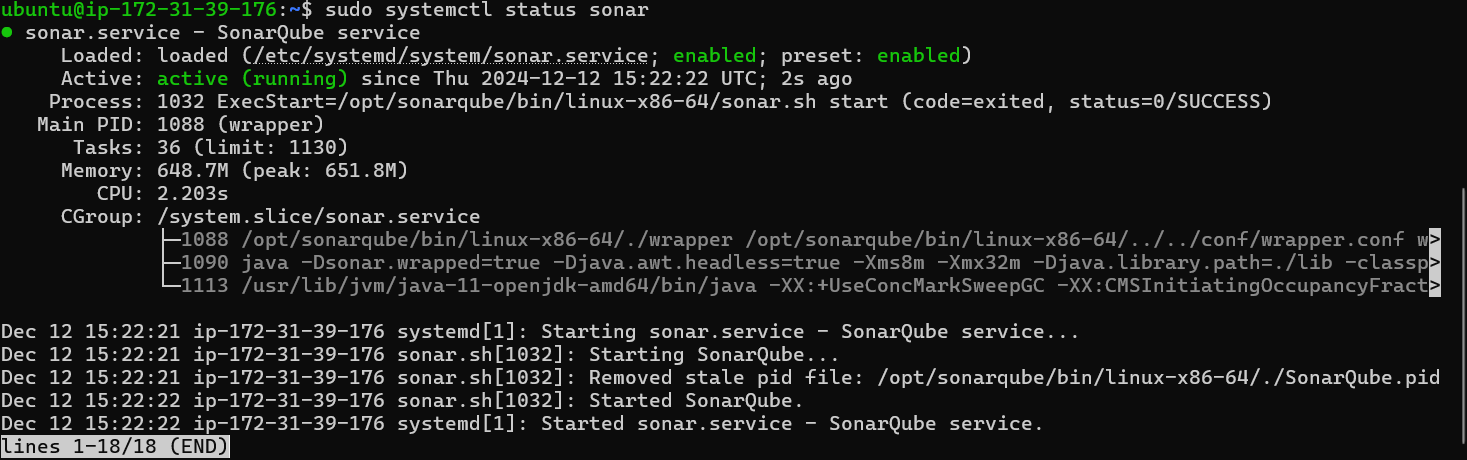 ubuntu@ip-172-31-39-176:~$ sudo systemctl status sonar
● sonar.service - SonarQube service
     Loaded: loaded (/etc/systemd/system/sonar.service; enabled; preset: enabled)
     Active: active (running) since Thu 2024-12-12 15:22:22 UTC; 2s ago
    Process: 1032 ExecStart=/opt/sonarqube/bin/linux-x86-64/sonar.sh start (code=exited, status=0/SUCCESS)
   Main PID: 1088 (wrapper)
      Tasks: 36 (limit: 1130)
     Memory: 648.7M (peak: 651.8M)
        CPU: 2.203s
     CGroup: /system.slice/sonar.service
             ├─1088 /opt/sonarqube/bin/linux-x86-64/./wrapper /opt/sonarqube/bin/linux-x86-64/../../conf/wrapper.conf w>
             ├─1090 java -Dsonar.wrapped=true -Djava.awt.headless=true -Xms8m -Xmx32m -Djava.library.path=./lib -classp>
             └─1113 /usr/lib/jvm/java-11-openjdk-amd64/bin/java -XX:+UseConcMarkSweepGC -XX:CMSInitiatingOccupancyFract>

Dec 12 15:22:21 ip-172-31-39-176 systemd[1]: Starting sonar.service - SonarQube service...
Dec 12 15:22:21 ip-172-31-39-176 sonar.sh[1032]: Starting SonarQube...
Dec 12 15:22:21 ip-172-31-39-176 sonar.sh[1032]: Removed stale pid file: /opt/sonarqube/bin/linux-x86-64/./SonarQube.pid
Dec 12 15:22:22 ip-172-31-39-176 sonar.sh[1032]: Started SonarQube.
Dec 12 15:22:22 ip-172-31-39-176 systemd[1]: Started sonar.service - SonarQube service.
lines 1-18/18 (END)